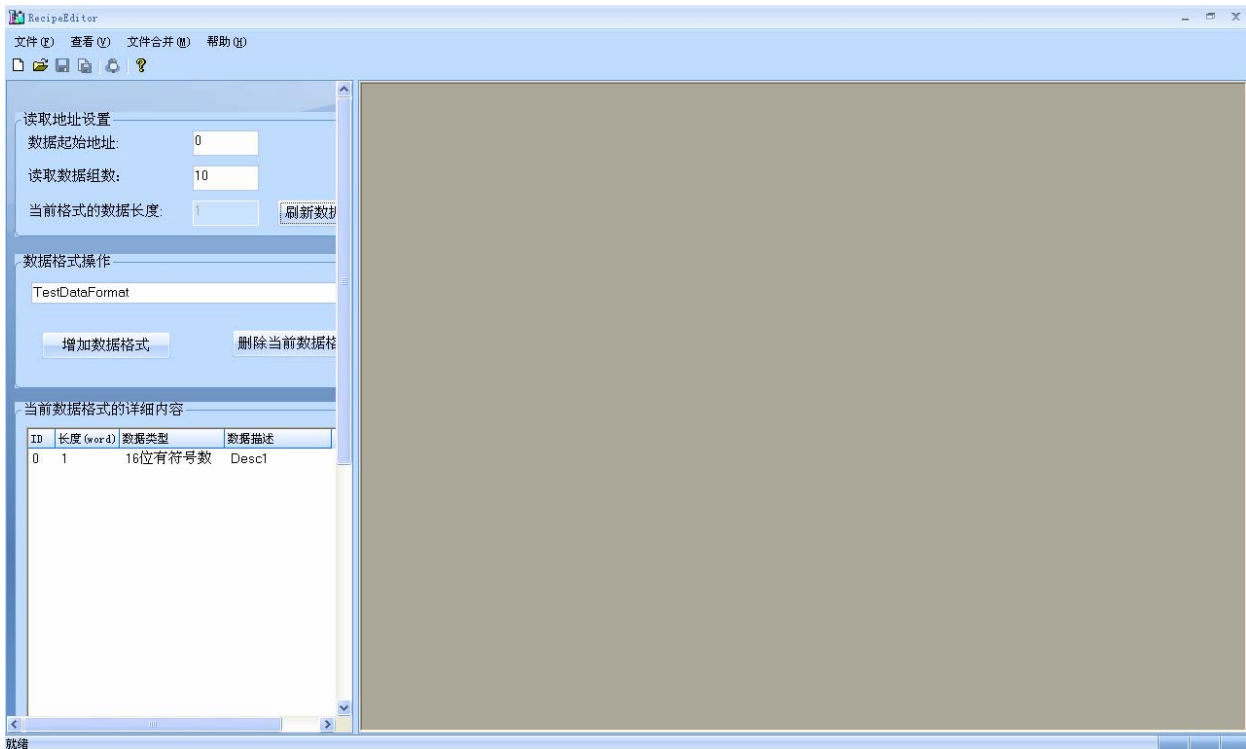 RecipeEditor
文件(F) 查看(V) 文件合并(M) 帮助(H)
读取地址设置
数据起始地址: 0
读取数据组数: 10
当前格式的数据长度: 1 刷新数
数据格式操作
TestDataFormat
增加数据格式 删除当前数据格
当前数据格式的详细内容
ID 长度(word) 数据类型 数据描述
0 1 16位有符号数 Desc1
就绪